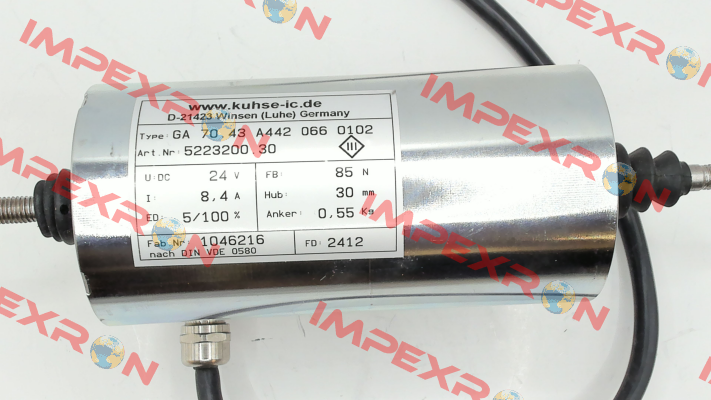 www.kuhse-ic.de
D-21423 Winsen (Luhe) Germany
Type: GA 70 43 A442 066 0102
Art.Nr: 5223200.30
U:DC 24 V
FB: 85 N
I: 8,4 A
Hub: 30 mm
ED: 5/100 %
Anker: 0,55 Kg
Fab Nr 1046216
FD: 2412
nach DIN VDE 0580
III
IMPEXRON
IMPEXRON
IMPEXRON
IMPEXRON
IMPEXRON
IMPEXRON